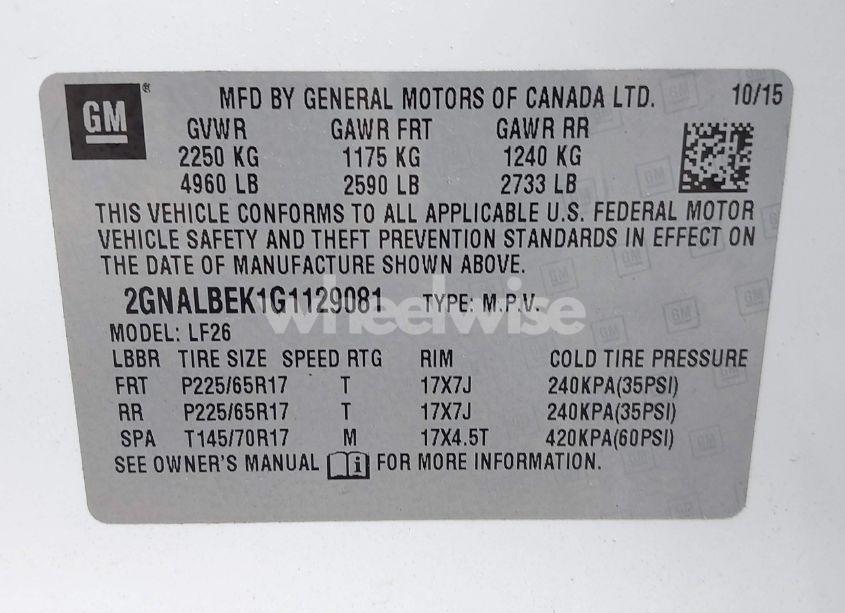 GM ® MFD BY GENERAL MOTORS OF CANADA LTD. 10/15
GVWR GAWR FRT GAWR RR
2250 KG 1175 KG 1240 KG
4960 LB 2590 LB 2733 LB
THIS VEHICLE CONFORMS TO ALL APPLICABLE U.S. FEDERAL MOTOR
VEHICLE SAFETY AND THEFT PREVENTION STANDARDS IN EFFECT ON
THE DATE OF MANUFACTURE SHOWN ABOVE.
2GNALBEK1G1129081 TYPE: M.P.V.
wheelwise
MODEL: LF26
LBBR TIRE SIZE SPEED RTG RIM COLD TIRE PRESSURE
FRT P225/65R17 T 17X7J 240KPA(35PSI)
RR P225/65R17 T 17X7J 240KPA(35PSI)
SPA T145/70R17 M 17X4.5T 420KPA(60PSI)
SEE OWNER'S MANUAL i FOR MORE INFORMATION.